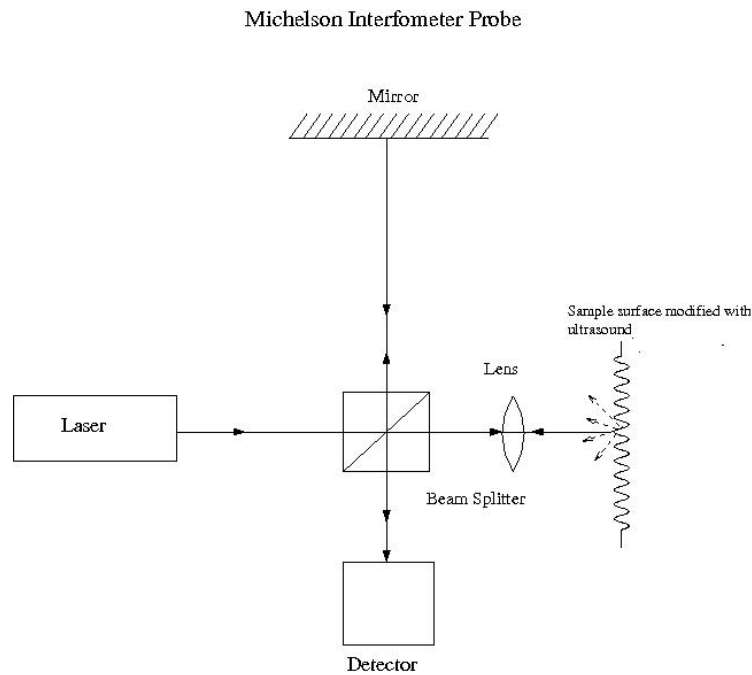 Michelson Interfometer Probe
Mirror
Sample surface modified with
ultrasound
Lens
Laser
Beam Splitter
Detector